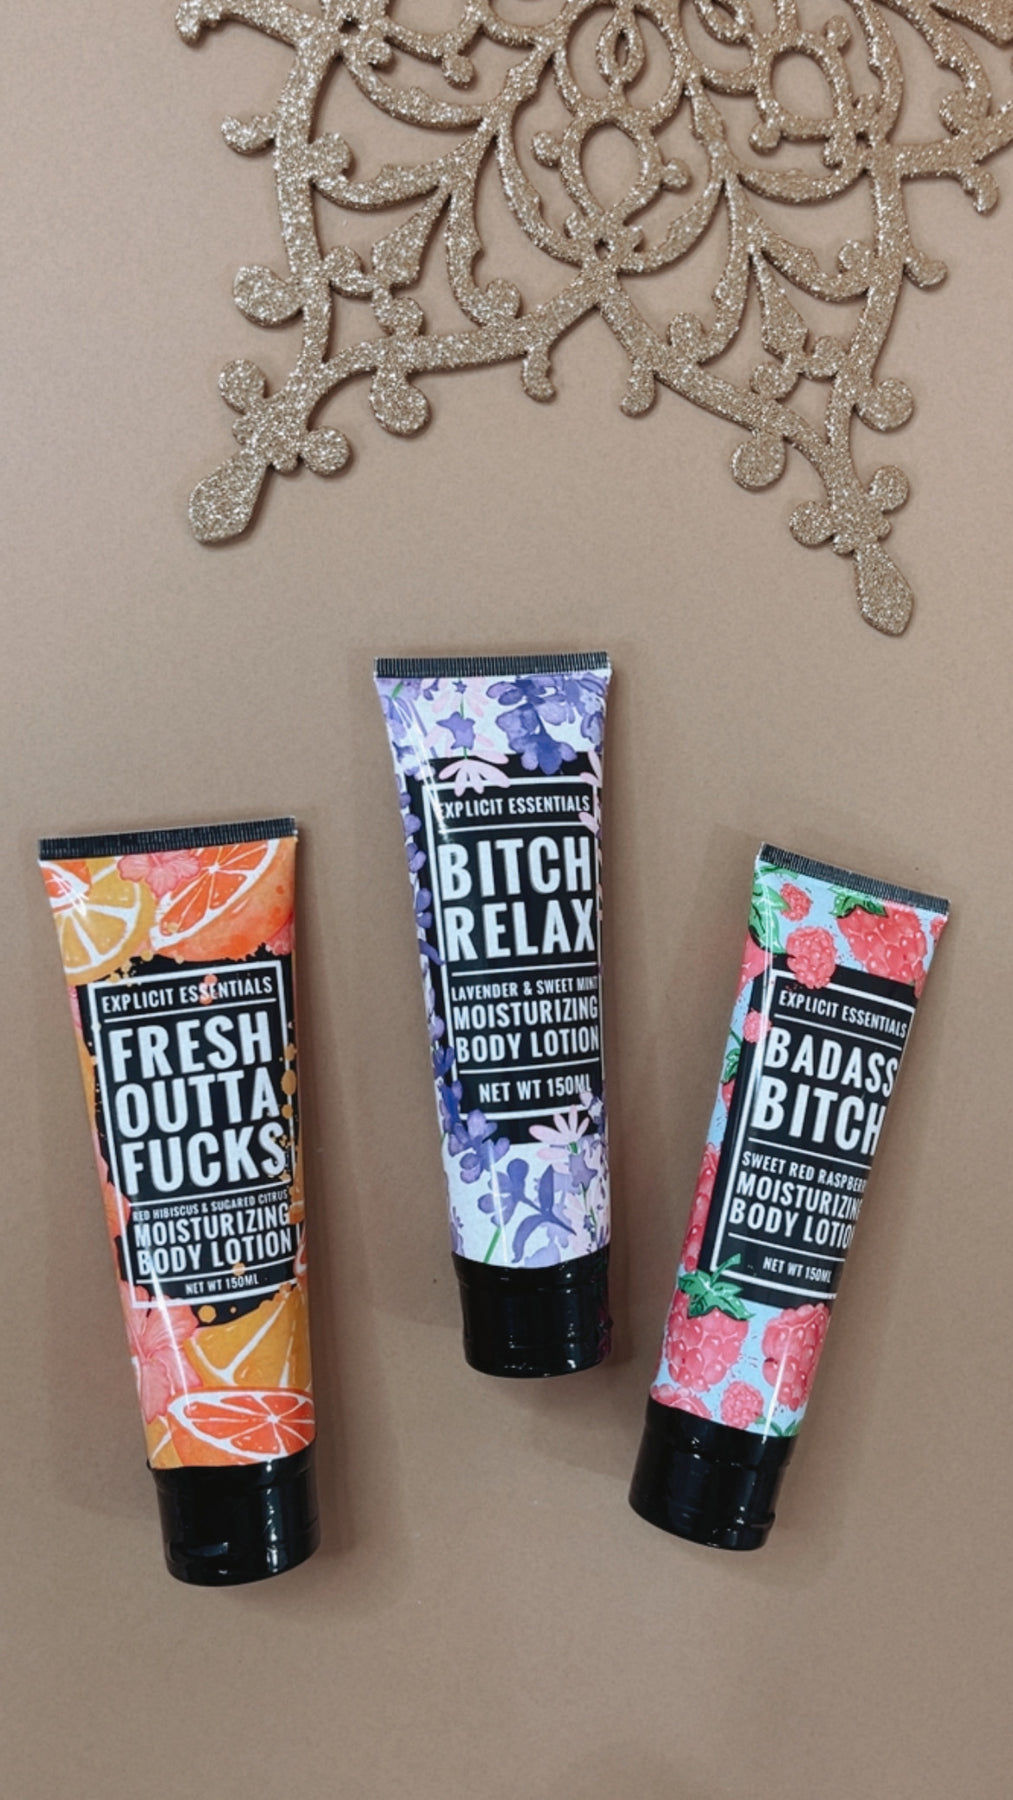 EXPLICIT ESSENTIALS
FRESH
OUTTA
FUCKS
RED HIBISCUS & SUGARED CITRUS
MOISTURIZING
BODY LOTION
NET WT 150ML
EXPLICIT ESSENTIALS
BITCH
RELAX
LAVENDER & SWEET MINT
MOISTURIZING
BODY LOTION
NET WT 150ML
EXPLICIT ESSENTIALS
BADASS
BITCH
SWEET RED RASPBERRY
MOISTURIZING
BODY LOTION
NET WT 150ML